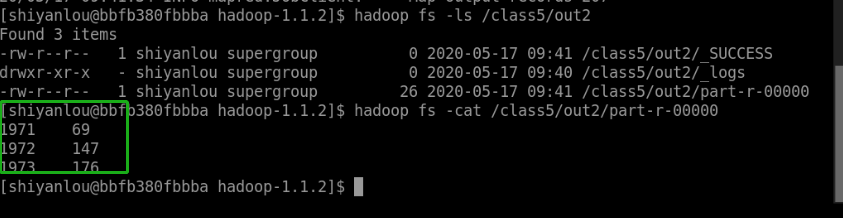 [shiyanlou@bbfb380fbbba hadoop-1.1.2]$ hadoop fs -ls /class5/out2
Found 3 items
-rw-r--r--   1 shiyanlou supergroup          0 2020-05-17 09:41 /class5/out2/_SUCCESS
drwxr-xr-x   - shiyanlou supergroup          0 2020-05-17 09:40 /class5/out2/_logs
-rw-r--r--   1 shiyanlou supergroup         26 2020-05-17 09:41 /class5/out2/part-r-00000
[shiyanlou@bbfb380fbbba hadoop-1.1.2]$ hadoop fs -cat /class5/out2/part-r-00000
1971    69
1972    147
1973    176
[shiyanlou@bbfb380fbbba hadoop-1.1.2]$